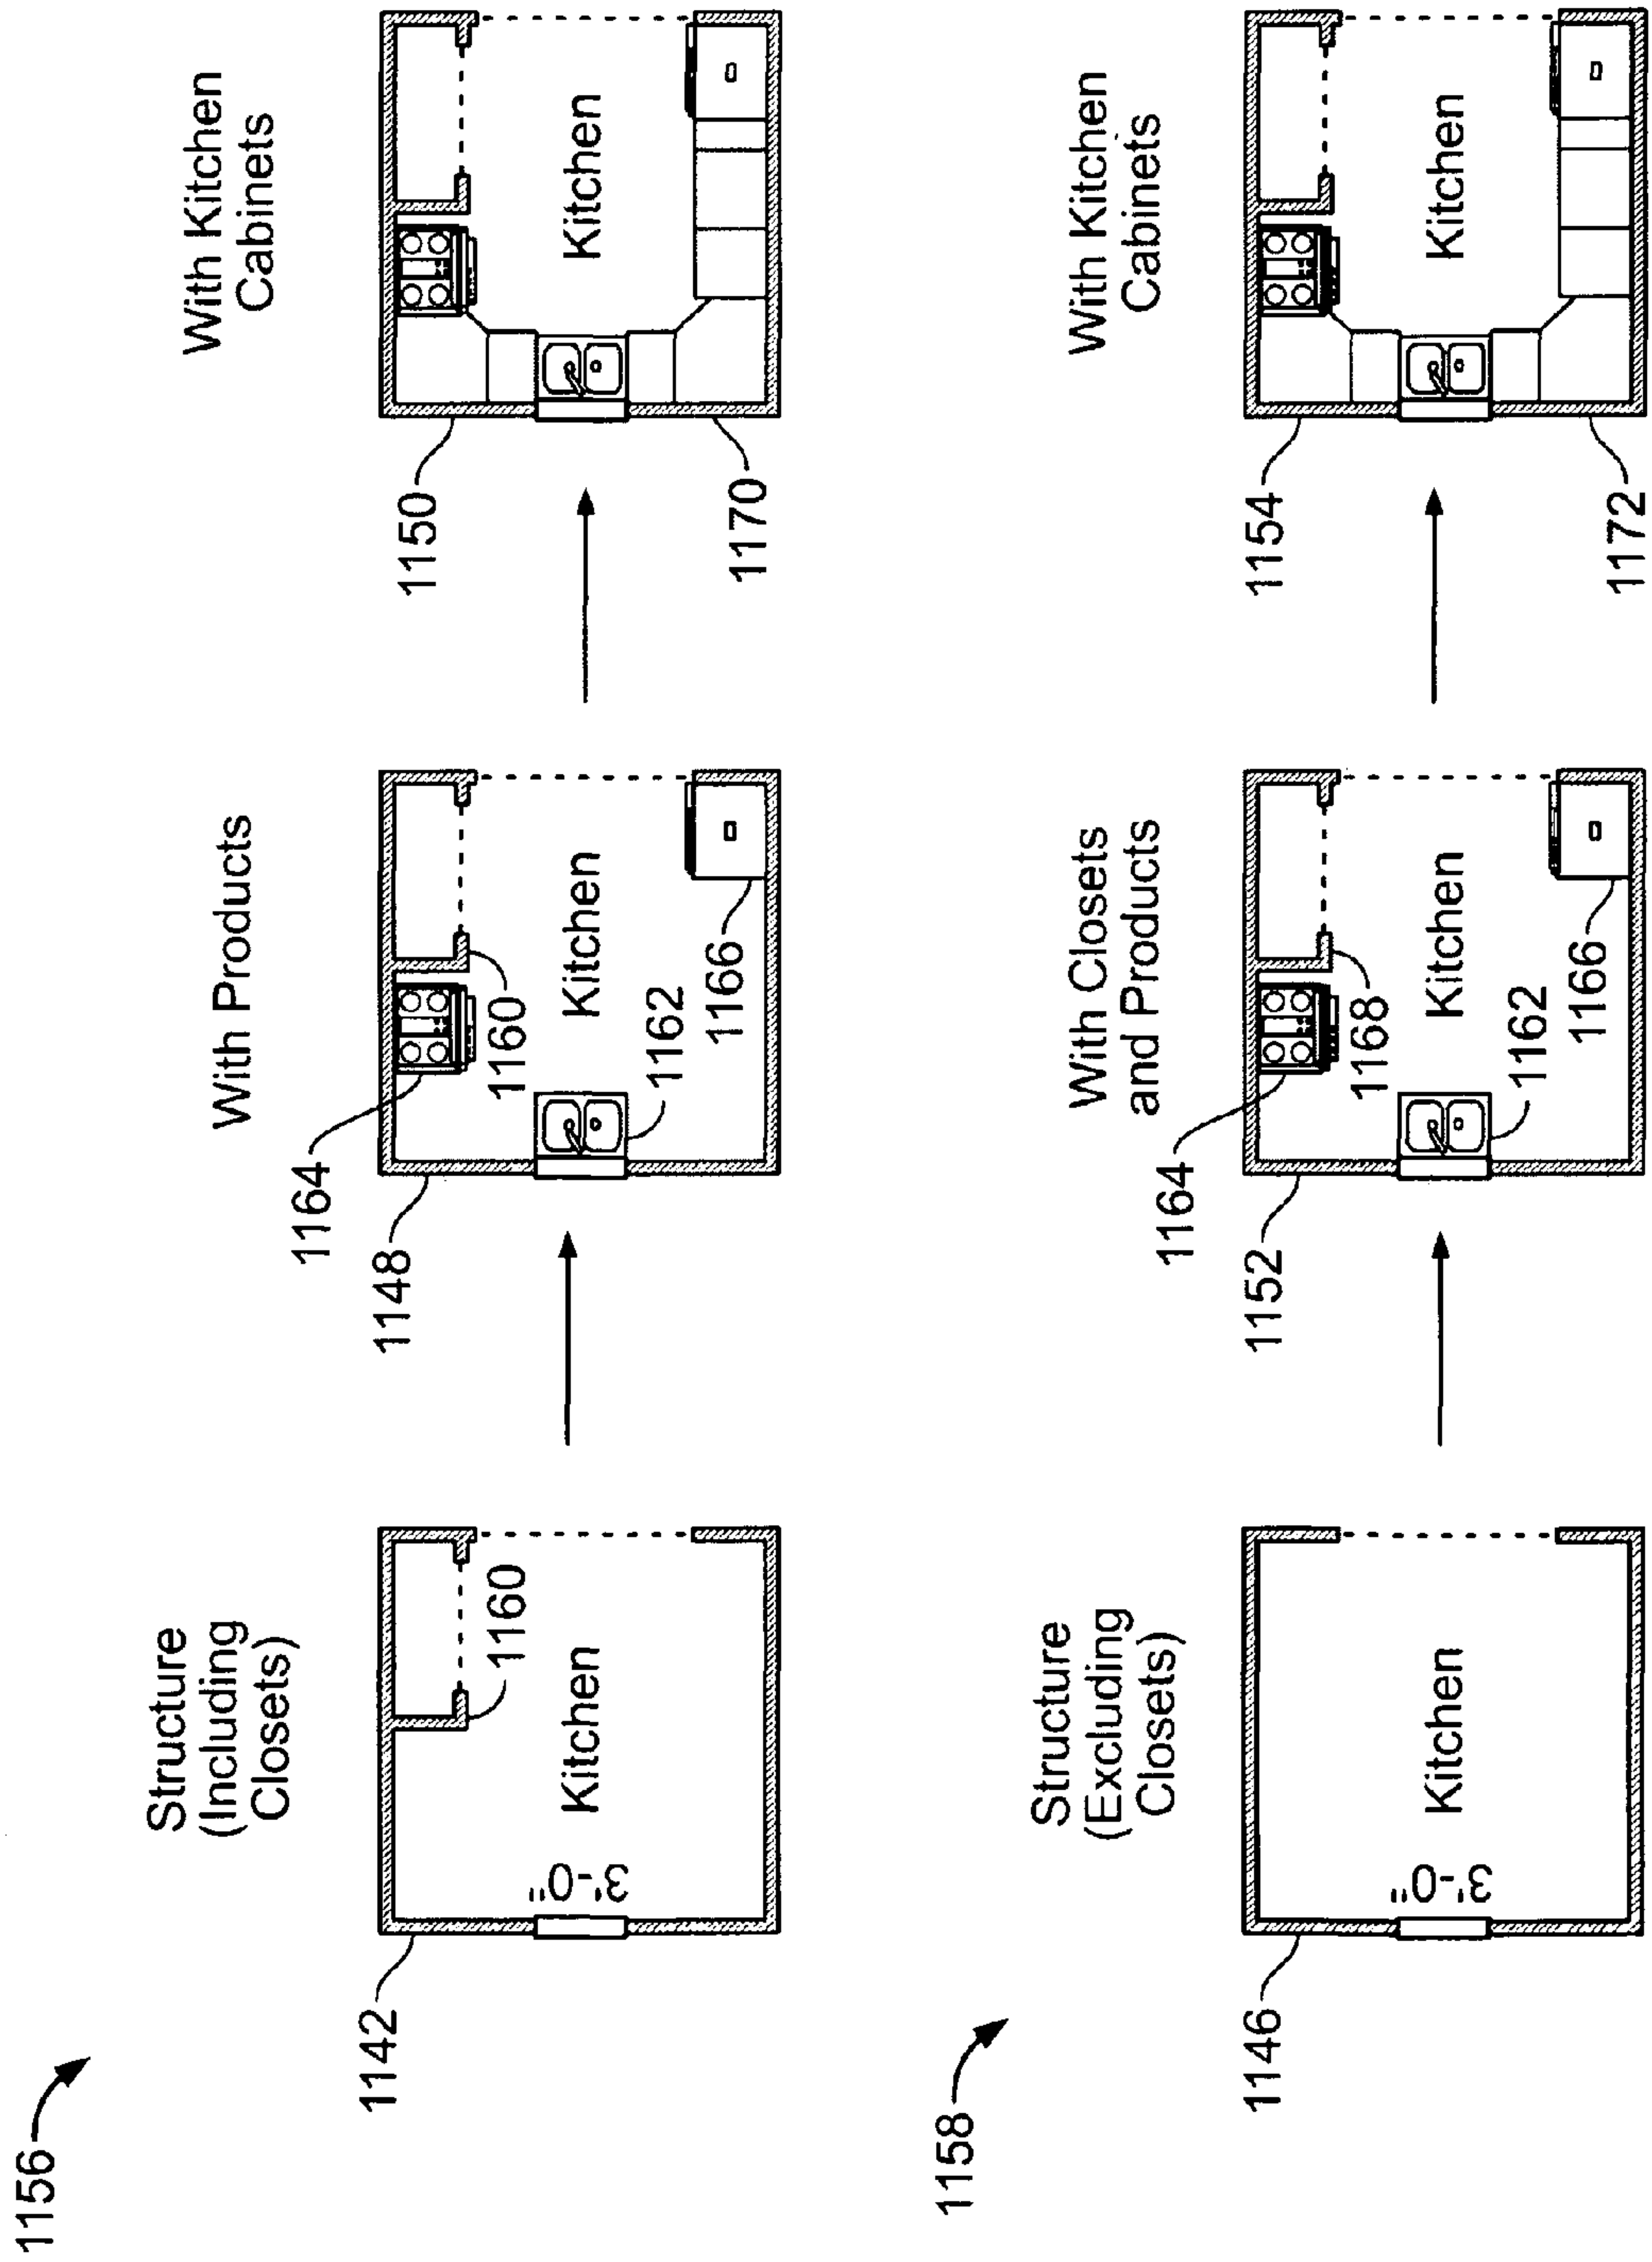 1156
Structure
(Including
Closets)
1142
1160
3'-0"
Kitchen
With Products
1164
1148
1160
Kitchen
1162
1166
With Kitchen
Cabinets
1150
Kitchen
1170
1158
Structure
(Excluding
Closets)
1146
3'-0"
Kitchen
With Closets
and Products
1164
1152
1168
Kitchen
1162
1166
With Kitchen
Cabinets
1154
Kitchen
1172